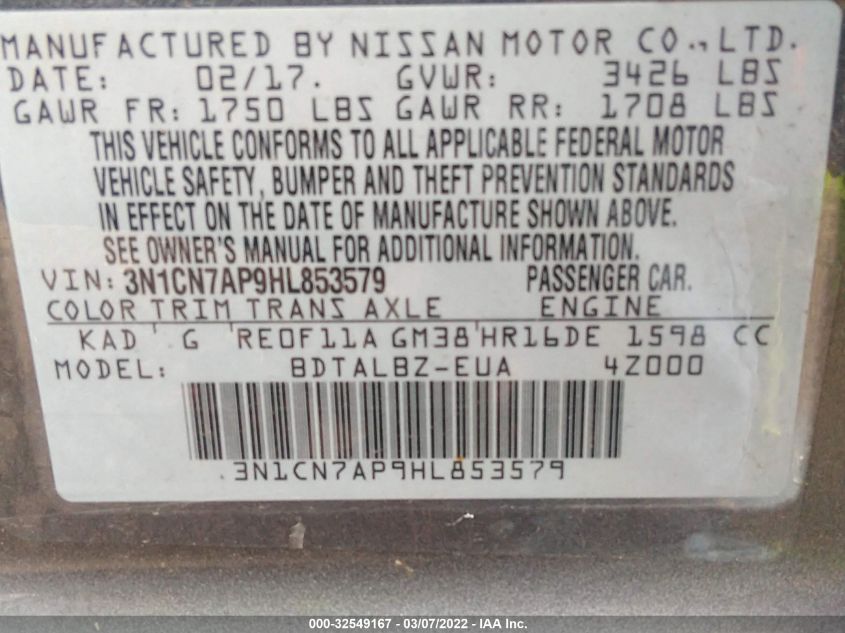 MANUFACTURED BY NISSAN MOTOR CO., LTD.
DATE: 02/17. GVWR: 3426 LBS
GAWR FR: 1750 LBS GAWR RR: 1708 LBS
THIS VEHICLE CONFORMS TO ALL APPLICABLE FEDERAL MOTOR
VEHICLE SAFETY, BUMPER AND THEFT PREVENTION STANDARDS
IN EFFECT ON THE DATE OF MANUFACTURE SHOWN ABOVE.
SEE OWNER'S MANUAL FOR ADDITIONAL INFORMATION.
VIN: 3N1CN7AP9HL853579 PASSENGER CAR.
COLOR TRIM TRANS AXLE ENGINE
KAD G RE0F11A GM38 HR16DE 1598 CC
MODEL: BDTALBZ-EUA 4Z000
3N1CN7AP9HL853579
000-32549167 - 03/07/2022 - IAA Inc.